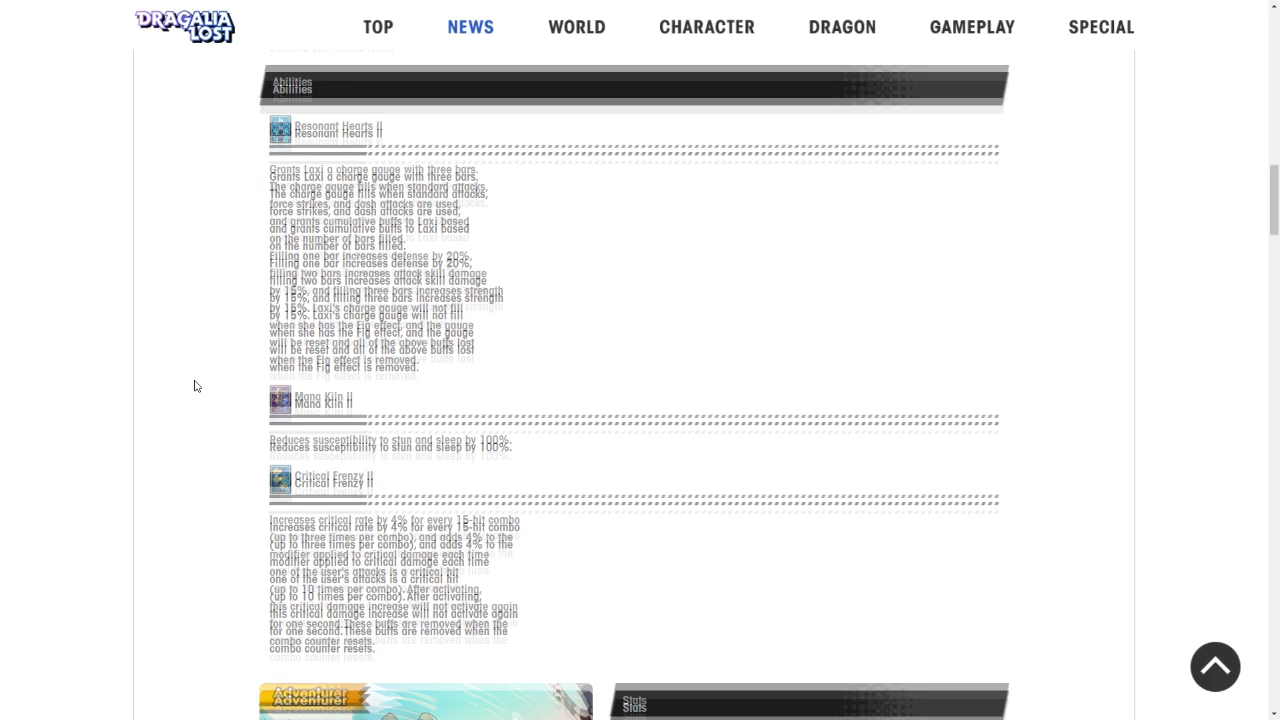 DRAGALIA LOST
TOP NEWS WORLD CHARACTER DRAGON GAMEPLAY SPECIAL
Abilities
Resonant Hearts II
Grants Laxi a charge gauge with three bars.
The charge gauge fills when standard attacks,
force strikes, and dash attacks are used,
and grants cumulative buffs to Laxi based
on the number of bars filled.
Filling one bar increases defense by 20%,
filling two bars increases attack skill damage
by 15%, and filling three bars increases strength
by 15%. Laxi's charge gauge will not fill
when she has the Fig effect, and the gauge
will be reset and all of the above buffs lost
when the Fig effect is removed.
Mana Kiln II
Reduces susceptibility to stun and sleep by 100%.
Critical Frenzy II
Increases critical rate by 4% for every 15-hit combo
(up to three times per combo), and adds 4% to the
modifier applied to critical damage each time
one of the user's attacks is a critical hit
(up to 10 times per combo). After activating,
this critical damage increase will not activate again
for one second.These buffs are removed when the
combo counter resets.
Adventurer
Stats